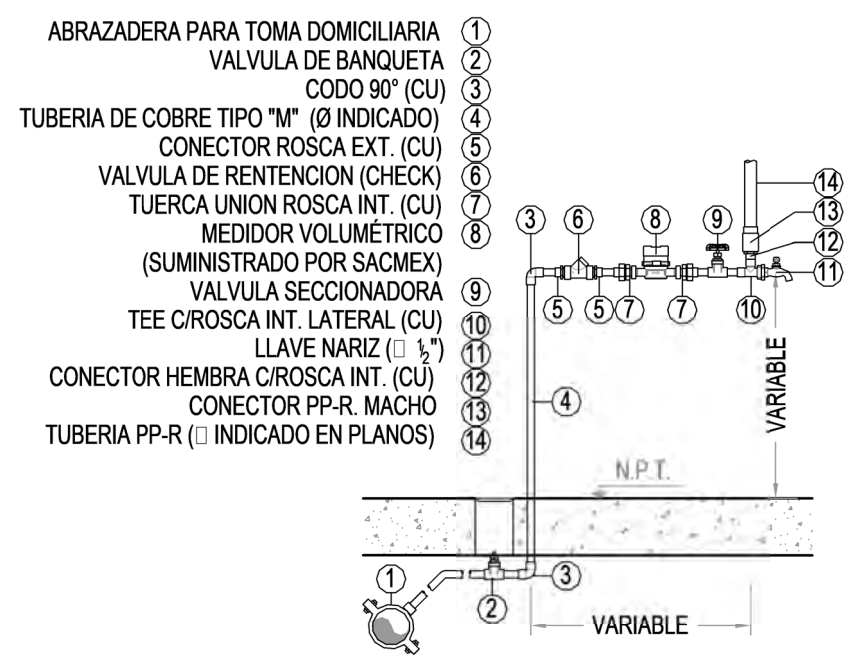 ABRAZADERA PARA TOMA DOMICILIARIA 1
VALVULA DE BANQUETA 2
CODO 90° (CU) 3
TUBERIA DE COBRE TIPO "M" (Ø INDICADO) 4
CONECTOR ROSCA EXT. (CU) 5
VALVULA DE RENTENCION (CHECK) 6
TUERCA UNION ROSCA INT. (CU) 7
MEDIDOR VOLUMÉTRICO 8
(SUMINISTRADO POR SACMEX)
VALVULA SECCIONADORA 9
TEE C/ROSCA INT. LATERAL (CU) 10
LLAVE NARIZ (□ ½") 11
CONECTOR HEMBRA C/ROSCA INT. (CU) 12
CONECTOR PP-R. MACHO 13
TUBERIA PP-R (□ INDICADO EN PLANOS) 14
14
13
3 6 8 9 12
11
5 5 7 7 10
VARIABLE
4
N.P.T.
1 3
2
VARIABLE